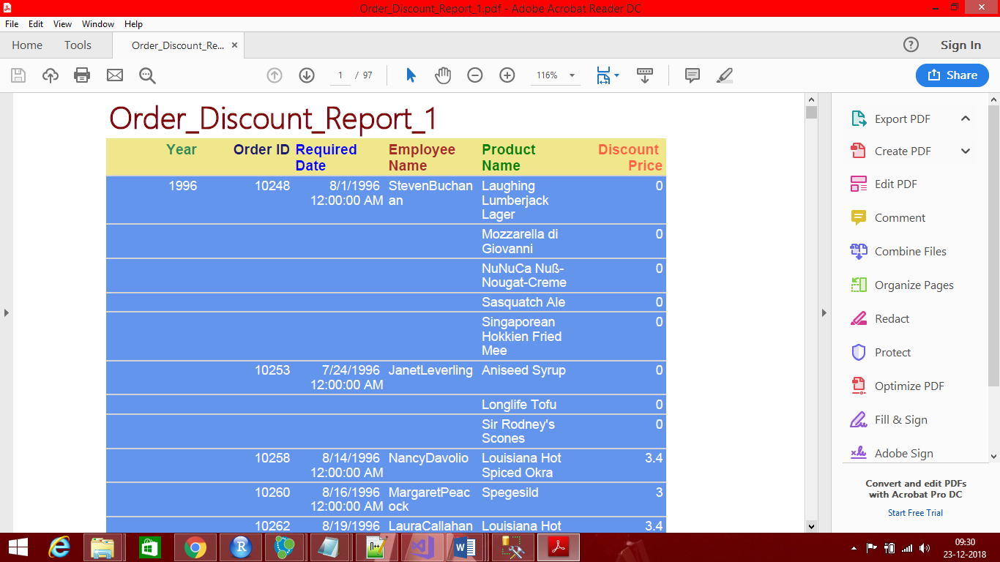 Order_Discount_Report_1.pdf - Adobe Acrobat Reader DC
File Edit View Window Help
Home Tools Order_Discount_Re... × Sign In
1 / 97 116% Share
Order_Discount_Report_1
Year Order ID Required Employee Product Discount
Date Name Name Price
1996 10248 8/1/1996 StevenBuchan Laughing 0
12:00:00 AM an Lumberjack
Lager
Mozzarella di 0
Giovanni
NuNuCa Nuß- 0
Nougat-Creme
Sasquatch Ale 0
Singaporean 0
Hokkien Fried
Mee
10253 7/24/1996 JanetLeverling Aniseed Syrup 0
12:00:00 AM
Longlife Tofu 0
Sir Rodney's 0
Scones
10258 8/14/1996 NancyDavolio Louisiana Hot 3.4
12:00:00 AM Spiced Okra
10260 8/16/1996 MargaretPeac Spegesild 3
12:00:00 AM ock
10262 8/19/1996 LauraCallahan Louisiana Hot 3.4
Export PDF
Create PDF
Edit PDF
Comment
Combine Files
Organize Pages
Redact
Protect
Optimize PDF
Fill & Sign
Adobe Sign
Convert and edit PDFs
with Acrobat Pro DC
Start Free Trial
09:30
23-12-2018